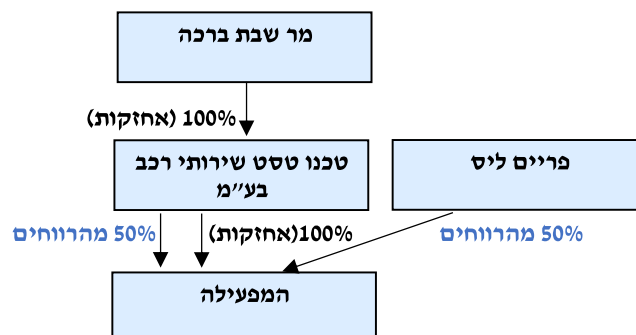 מר שבת ברכה
100% (אחזקות)
פריים ליס
טכנו טסט שירותי רכב
בע״מ
50% מהרווחים
100%(אחזקות)
50% מהרווחים
המפעילה